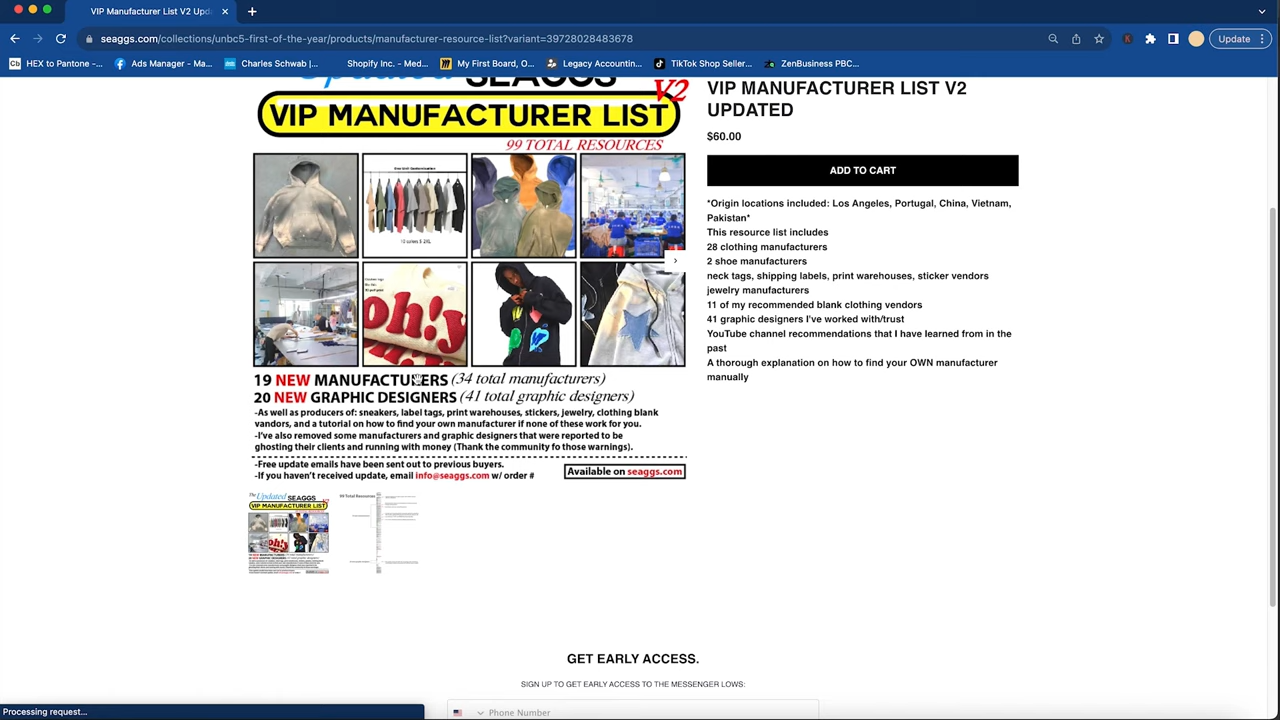 VIP Manufacturer List V2 Upd
seaggs.com/collections/unbc5-first-of-the-year/products/manufacturer-resource-list?variant=39728028483678
K
Update
HEX to Pantone -...
Ads Manager - Ma...
Charles Schwab |...
Shopify Inc. - Med...
My First Board, O...
Legacy Accountin...
TikTok Shop Seller...
ZenBusiness PBC...
Updated SEAGGS
V2
VIP MANUFACTURER LIST
99 TOTAL RESOURCES
oh!y
19 NEW MANUFACTURERS (34 total manufacturers)
20 NEW GRAPHIC DESIGNERS (41 total graphic designers)
-As well as producers of: sneakers, label tags, print warehouses, stickers, jewelry, clothing blank
vandors, and a tutorial on how to find your own manufacturer if none of these work for you.
-I've also removed some manufacturers and graphic designers that were reported to be
ghosting their clients and running with money (Thank the community fo those warnings).
-Free update emails have been sent out to previous buyers.
-If you haven't received update, email info@seaggs.com w/ order #
Available on seaggs.com
VIP MANUFACTURER LIST V2
UPDATED
$60.00
ADD TO CART
*Origin locations included: Los Angeles, Portugal, China, Vietnam,
Pakistan*
This resource list includes
28 clothing manufacturers
2 shoe manufacturers
neck tags, shipping labels, print warehouses, sticker vendors
jewelry manufacturers
11 of my recommended blank clothing vendors
41 graphic designers I've worked with/trust
YouTube channel recommendations that I have learned from in the
past
A thorough explanation on how to find your OWN manufacturer
manually
The Updated SEAGGS
VIP MANUFACTURER LIST
99 Total Resources
GET EARLY ACCESS.
SIGN UP TO GET EARLY ACCESS TO THE MESSENGER LOWS:
Phone Number
Processing request...